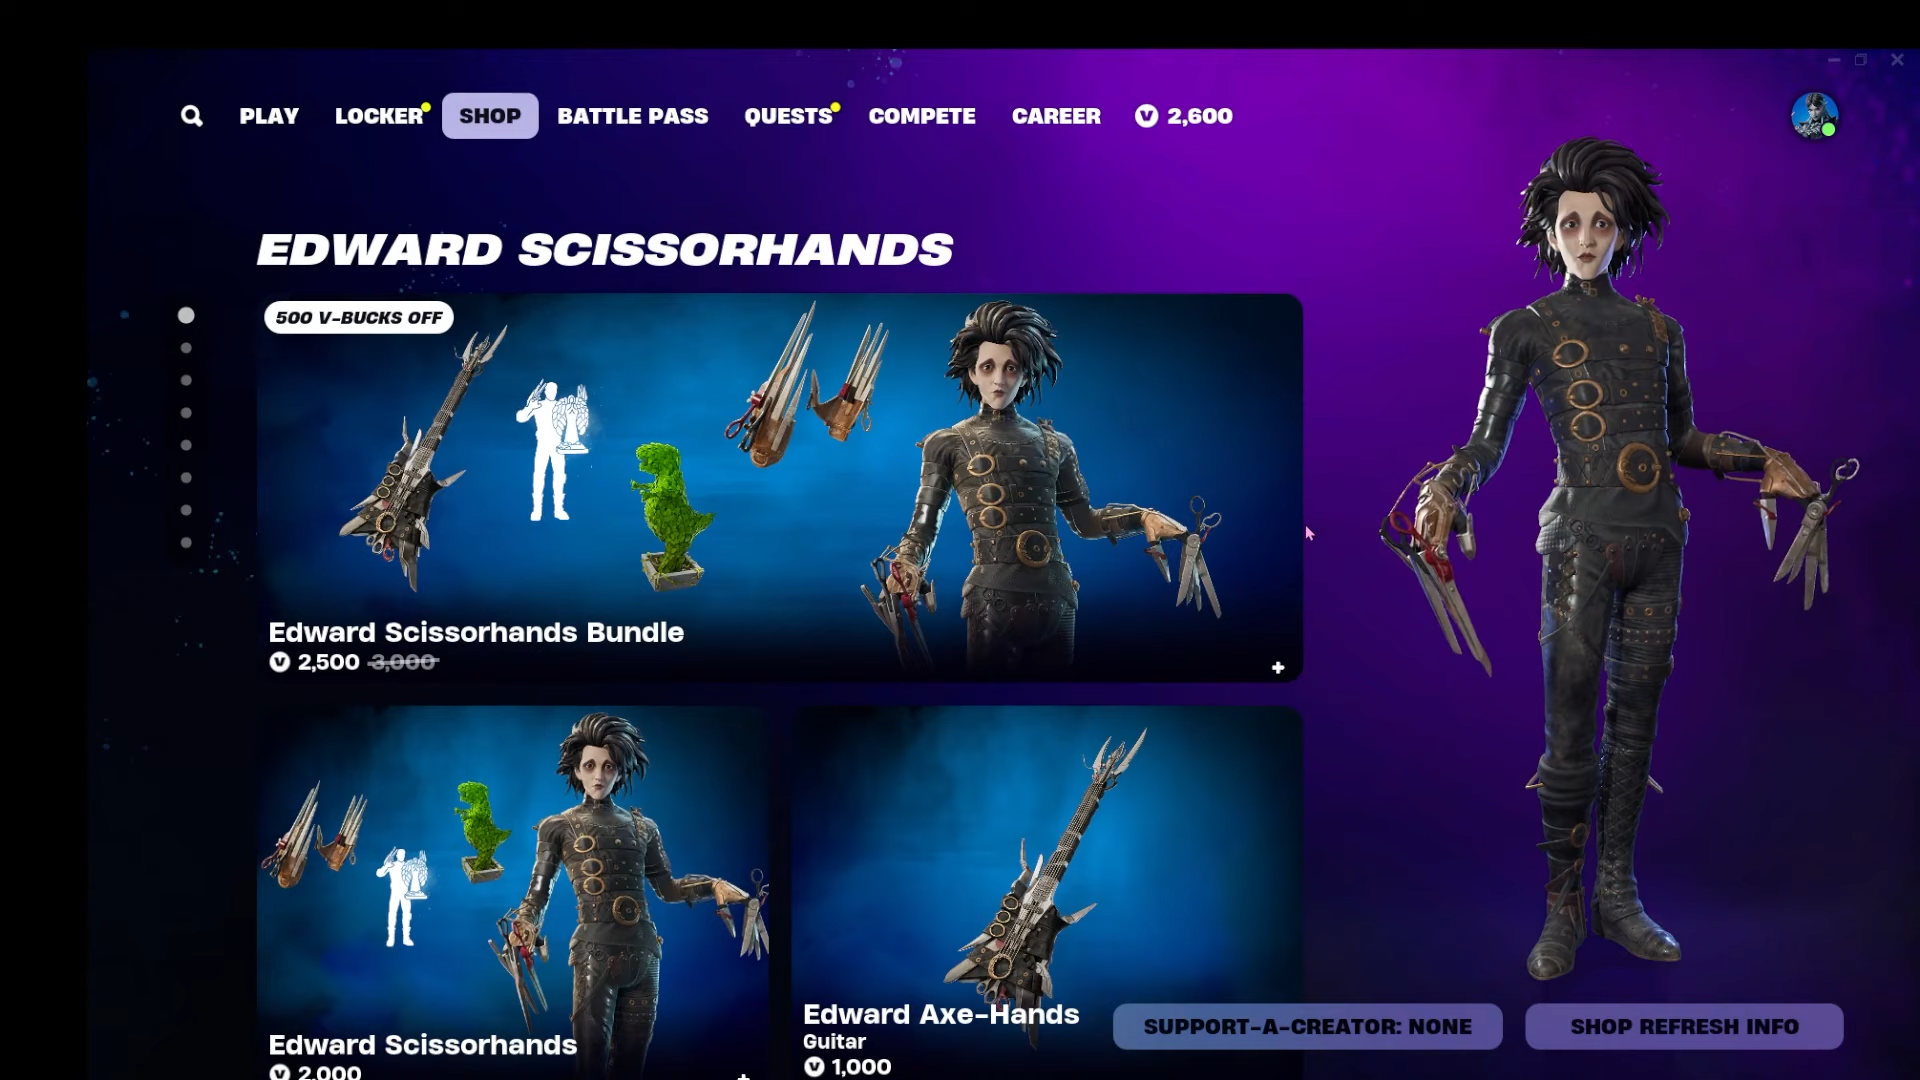 PLAY
LOCKER
SHOP
BATTLE PASS
QUESTS
COMPETE
CAREER
V 2,600
EDWARD SCISSORHANDS
500 V-BUCKS OFF
Edward Scissorhands Bundle
V 2,500 3,000
Edward Scissorhands
V 2,000
Edward Axe-Hands
Guitar
V 1,000
SUPPORT-A-CREATOR: NONE
SHOP REFRESH INFO